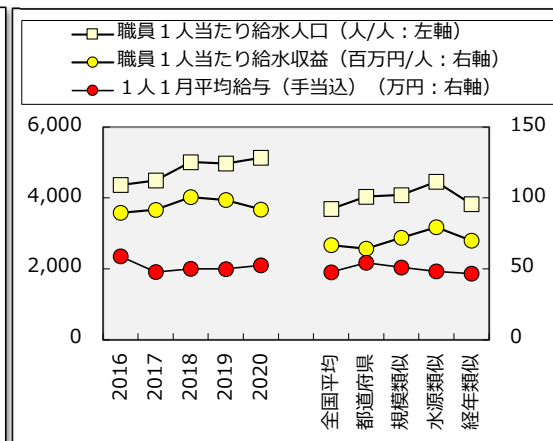 職員１人当たり給水人口（人/人：左軸）
職員１人当たり給水収益（百万円/人：右軸）
１人１月平均給与（手当込）（万円：右軸）
6,000
4,000
2,000
0
150
100
50
0
2016
2017
2018
2019
2020
全国平均
都道府県
規模類似
水源類似
経年類似